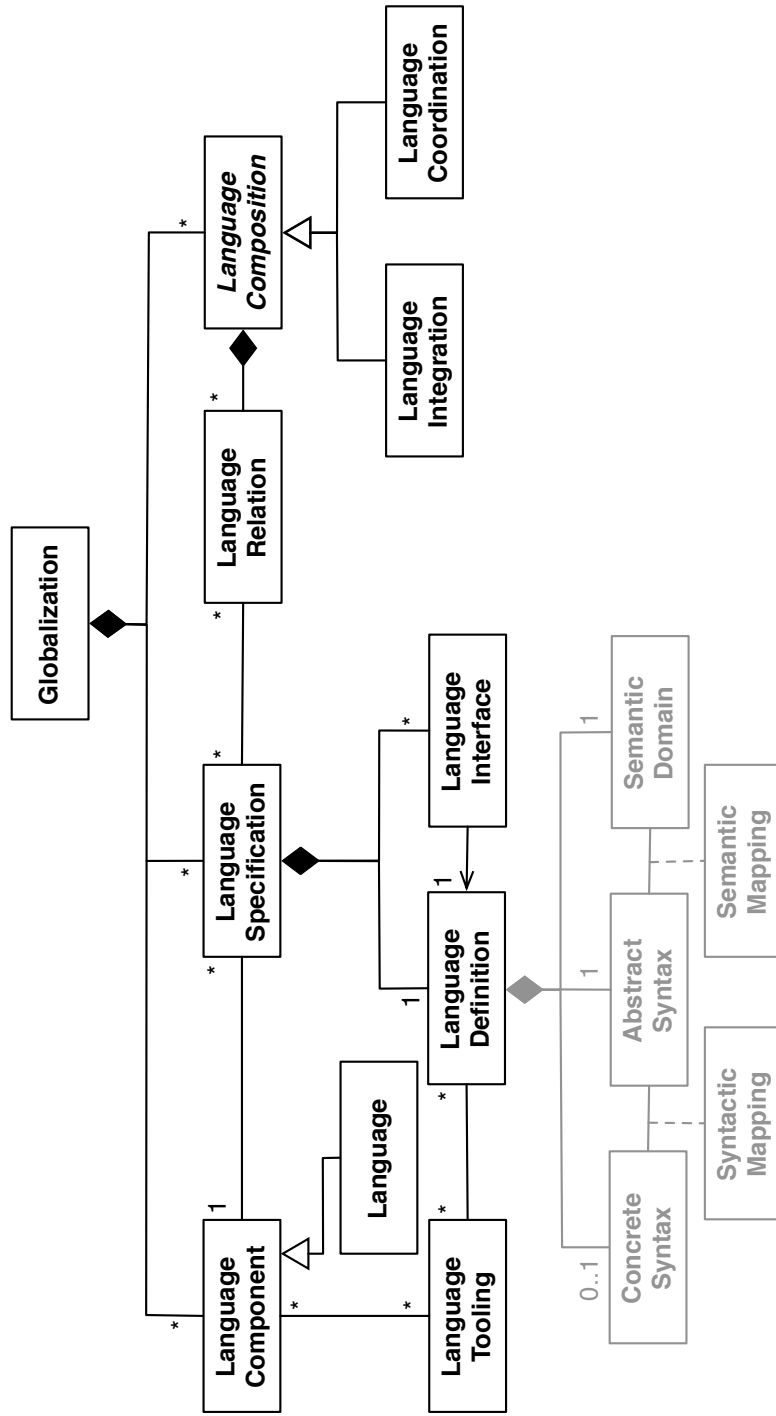 Globalization
*
*
*
Language
Component
1
*
Language
Specification
*
*
Language
Relation
*
Language
Composition
*
*
Language
1
*
Language
Integration
Language
Coordination
Language
Tooling
*
*
Language
Definition
1
Language
Interface
0..1
1
1
Concrete
Syntax
Abstract
Syntax
Semantic
Domain
Syntactic
Mapping
Semantic
Mapping